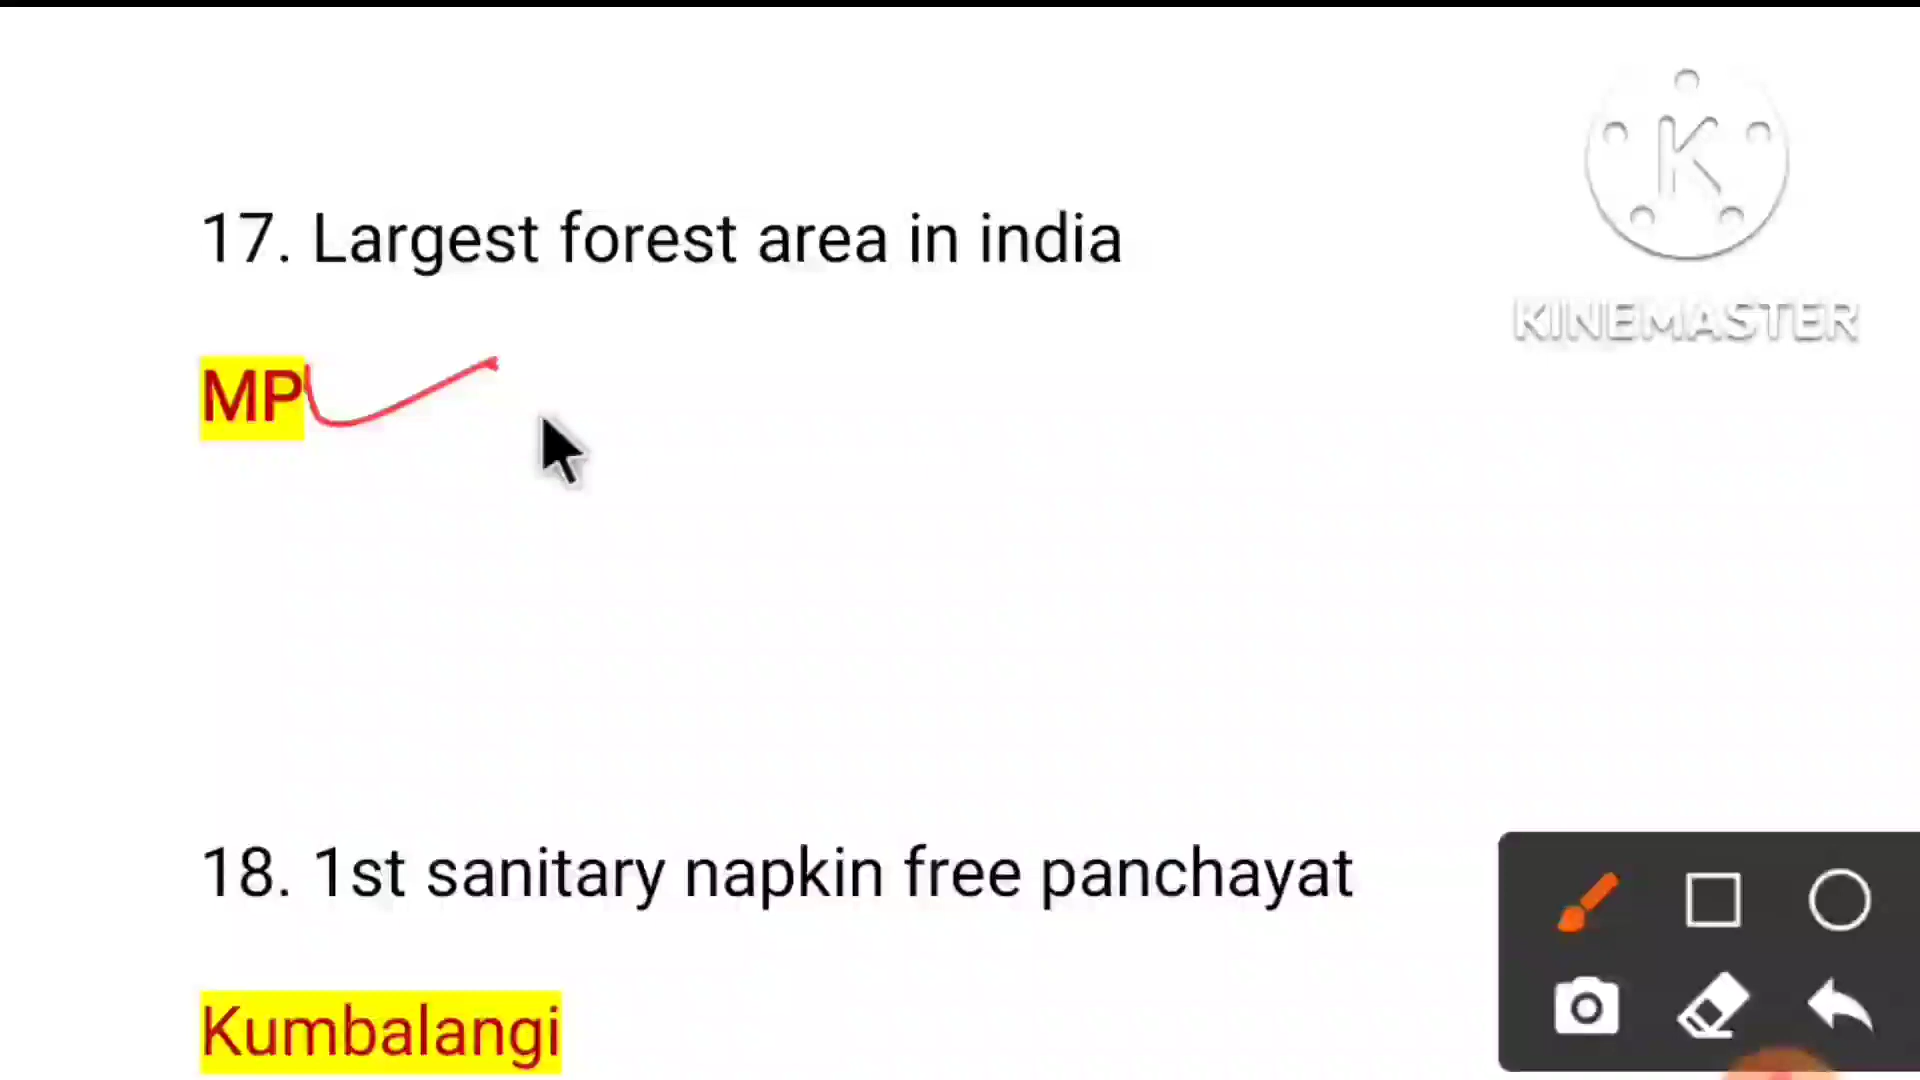 17. Largest forest area in india
KINEMASTER
MP
18. 1st sanitary napkin free panchayat
Kumbalangi